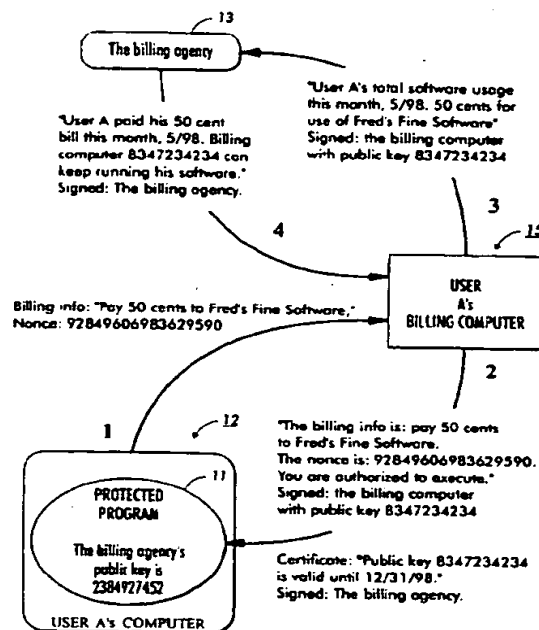 13
The billing agency
"User A paid his 50 cent
bill this month, 5/98. Billing
computer 8347234234 can
keep running his software."
Signed: The billing agency.
"User A's total software usage
this month, 5/98. 50 cents for
use of Fred's Fine Software"
Signed: the billing computer
with public key 8347234234
4
3
15
USER
A's
BILLING COMPUTER
Billing info: "Pay 50 cents to Fred's Fine Software,"
Nonce: 92849606983629590
2
1
12
"The billing info is: pay 50 cents
to Fred's Fine Software.
The nonce is: 92849606983629590.
You are authorized to execute."
Signed: the billing computer
with public key 8347234234
11
PROTECTED
PROGRAM
The billing agency's
public key is
2384927452
USER A's COMPUTER
Certificate: "Public key 8347234234
is valid until 12/31/98."
Signed: The billing agency.